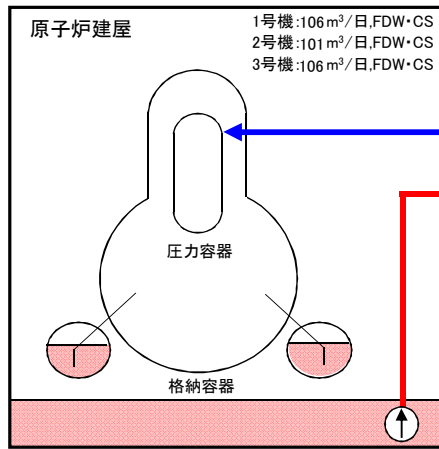 原子炉建屋
1号機:106m³/日,FDW・CS
2号機:101m³/日,FDW・CS
3号機:106m³/日,FDW・CS
圧力容器
格納容器